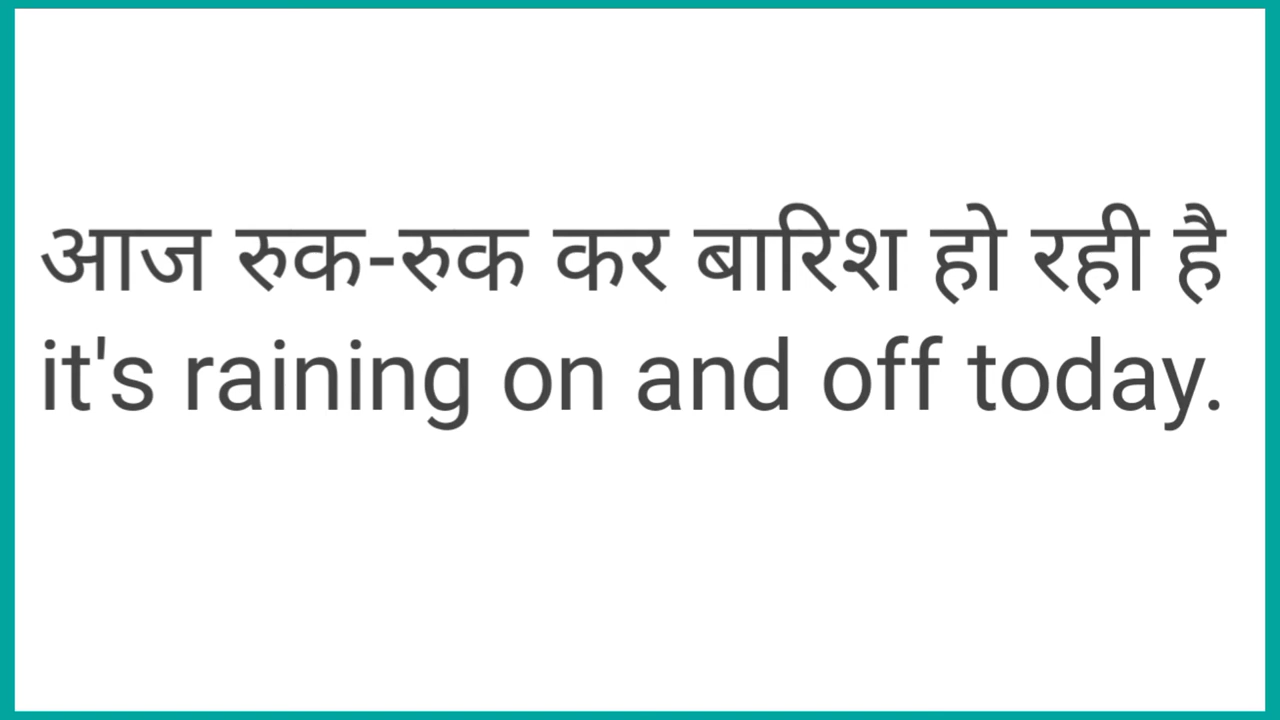 आज रुक-रुक कर बारिश हो रही है
it's raining on and off today.